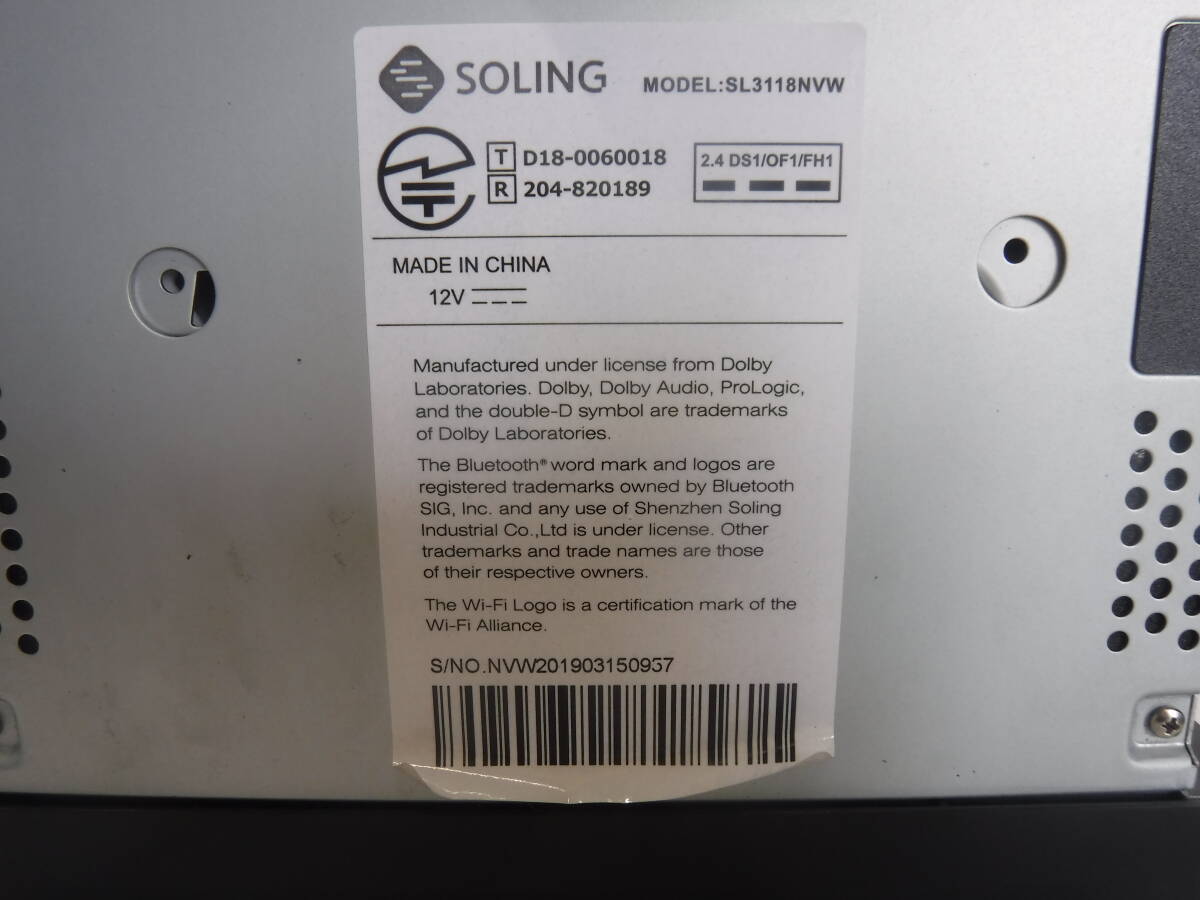 SOLING MODEL:SL3118NVW
T D18-0060018
R 204-820189
2.4 DS1/OF1/FH1
MADE IN CHINA
12V
Manufactured under license from Dolby
Laboratories. Dolby, Dolby Audio, ProLogic,
and the double-D symbol are trademarks
of Dolby Laboratories.
The Bluetooth® word mark and logos are
registered trademarks owned by Bluetooth
SIG, Inc. and any use of Shenzhen Soling
Industrial Co.,Ltd is under license. Other
trademarks and trade names are those
of their respective owners.
The Wi-Fi Logo is a certification mark of the
Wi-Fi Alliance.
S/NO.NVW201903150937